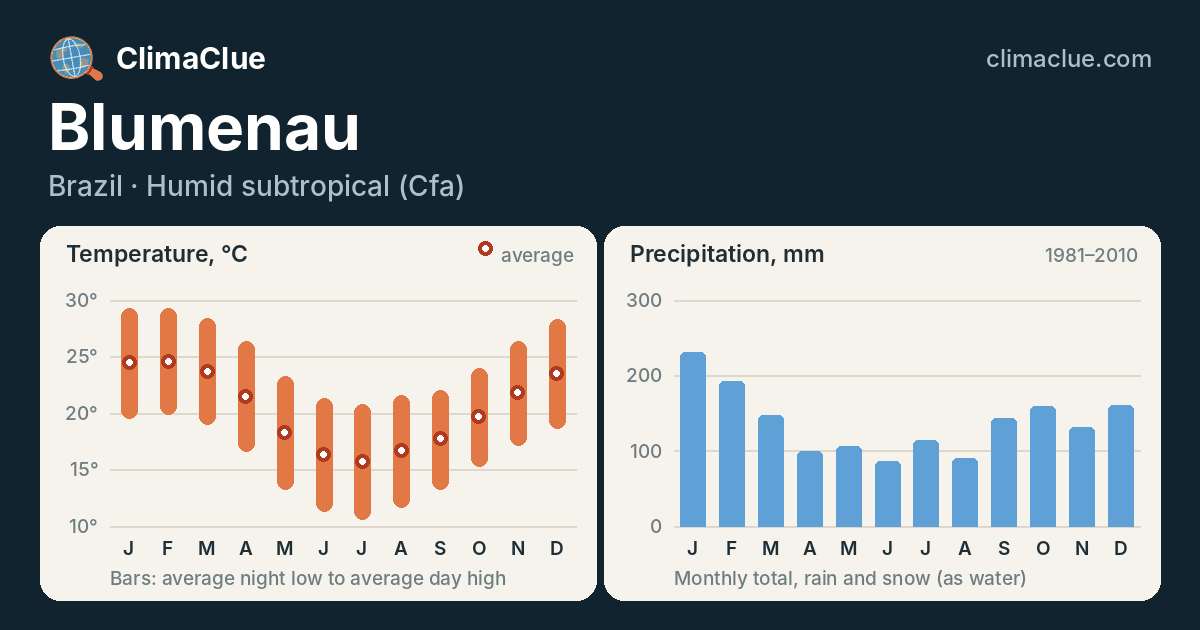 ClimaClue
climaclue.com
Blumenau
Brazil · Humid subtropical (Cfa)
Temperature, °C
average
30°
25°
20°
15°
10°
J F M A M J J A S O N D
Bars: average night low to average day high
Precipitation, mm
1981–2010
300
200
100
0
J F M A M J J A S O N D
Monthly total, rain and snow (as water)